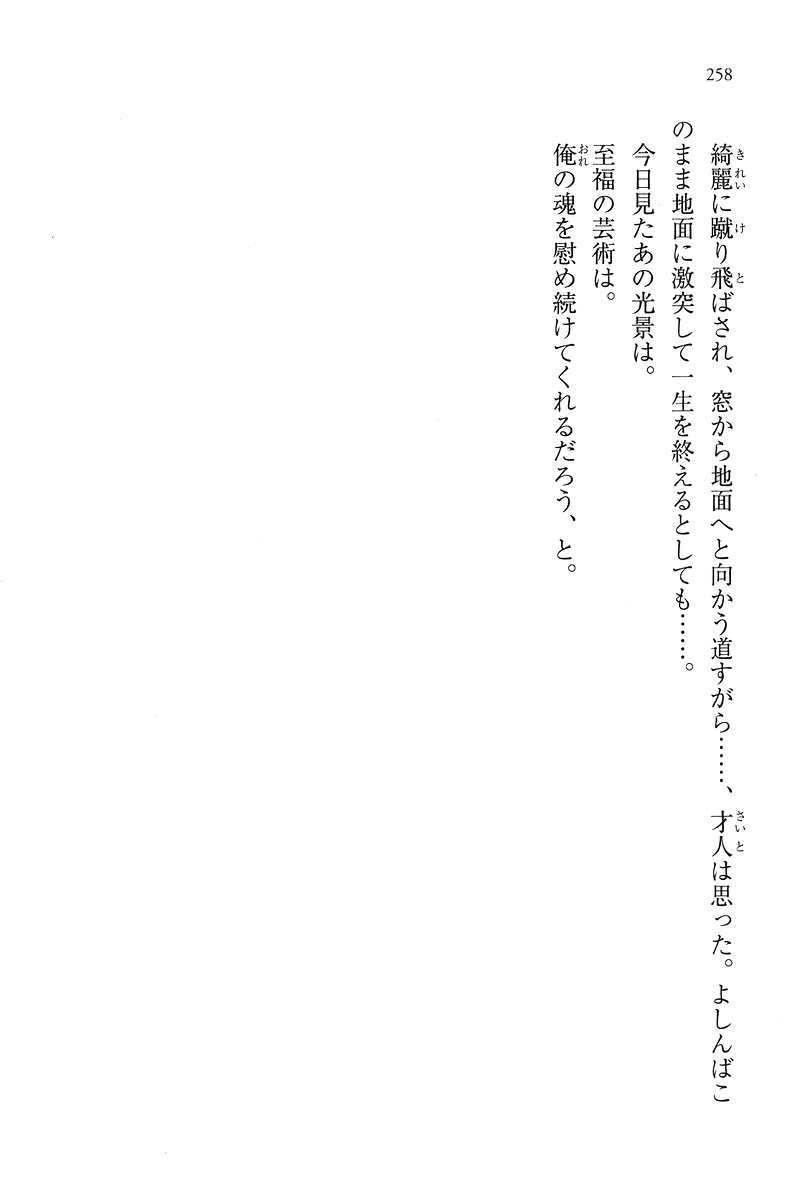 258
綺麗に蹴り飛ばされ、窓から地面へと向かう道すがら……、才人は思った。よしんばこ
のまま地面に激突して一生を終えるとしても……。
今日見たあの光景は。
至福の芸術は。
俺の魂を慰め続けてくれるだろう、と。